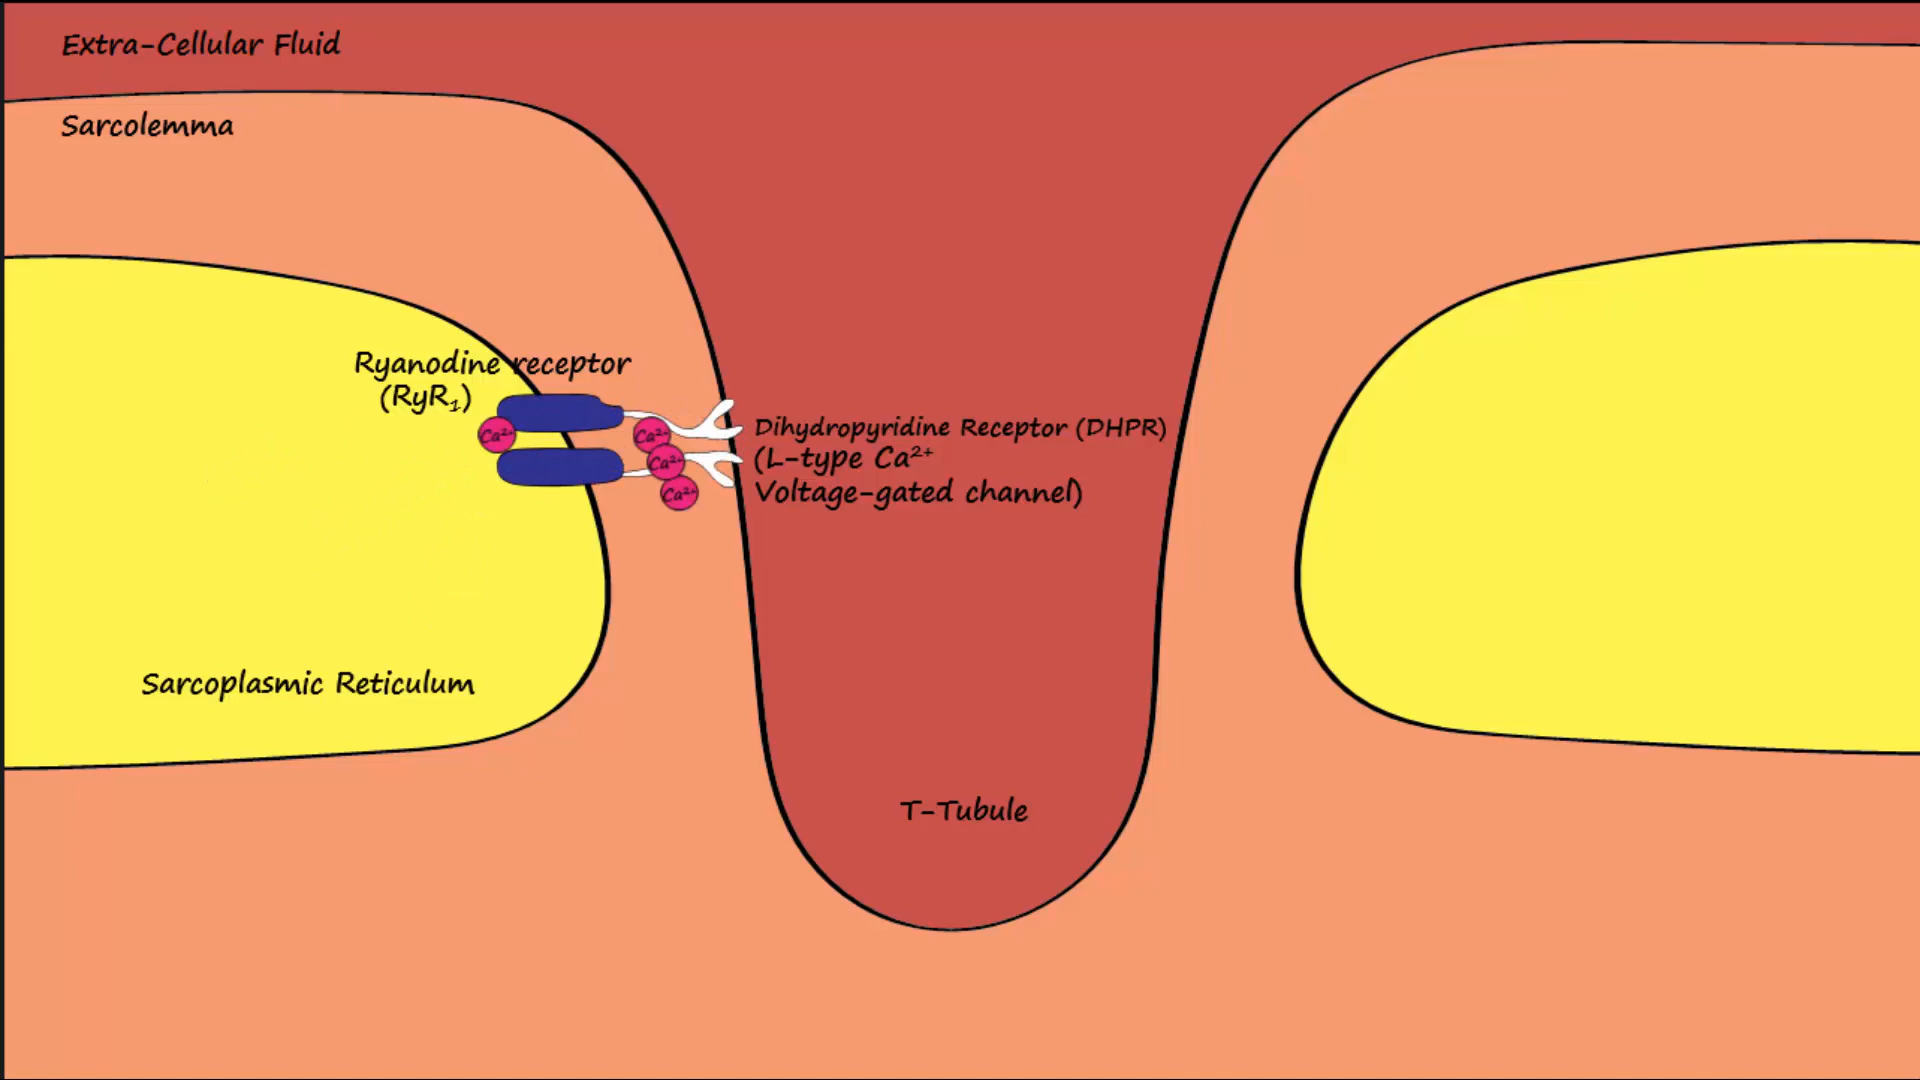 Extra-Cellular Fluid
Sarcolemma
Ryanodine receptor
(RyR₁)
Ca²⁺
Ca²⁺
Ca²⁺
Ca²⁺
Dihydropyridine Receptor (DHPR)
(L-type Ca²⁺
Voltage-gated channel)
Sarcoplasmic Reticulum
T-Tubule